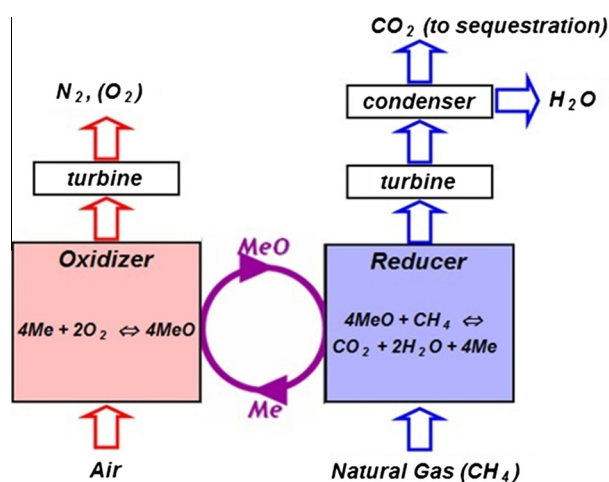 CO2 (to sequestration)
N2, (O2)
condenser
H2O
turbine
turbine
MeO
Oxidizer
4Me + 2O2 ⇔ 4MeO
Reducer
4MeO + CH4 ⇔
CO2 + 2H2O + 4Me
Me
Air
Natural Gas (CH4)